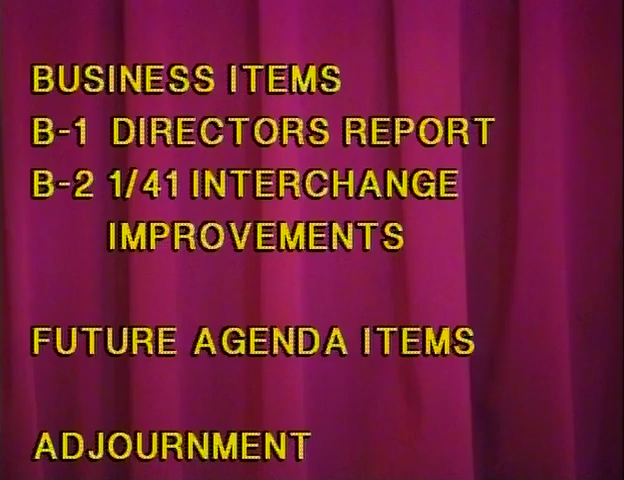 BUSINESS ITEMS
B-1 DIRECTORS REPORT
B-2 1/41 INTERCHANGE
IMPROVEMENTS
FUTURE AGENDA ITEMS
ADJOURNMENT